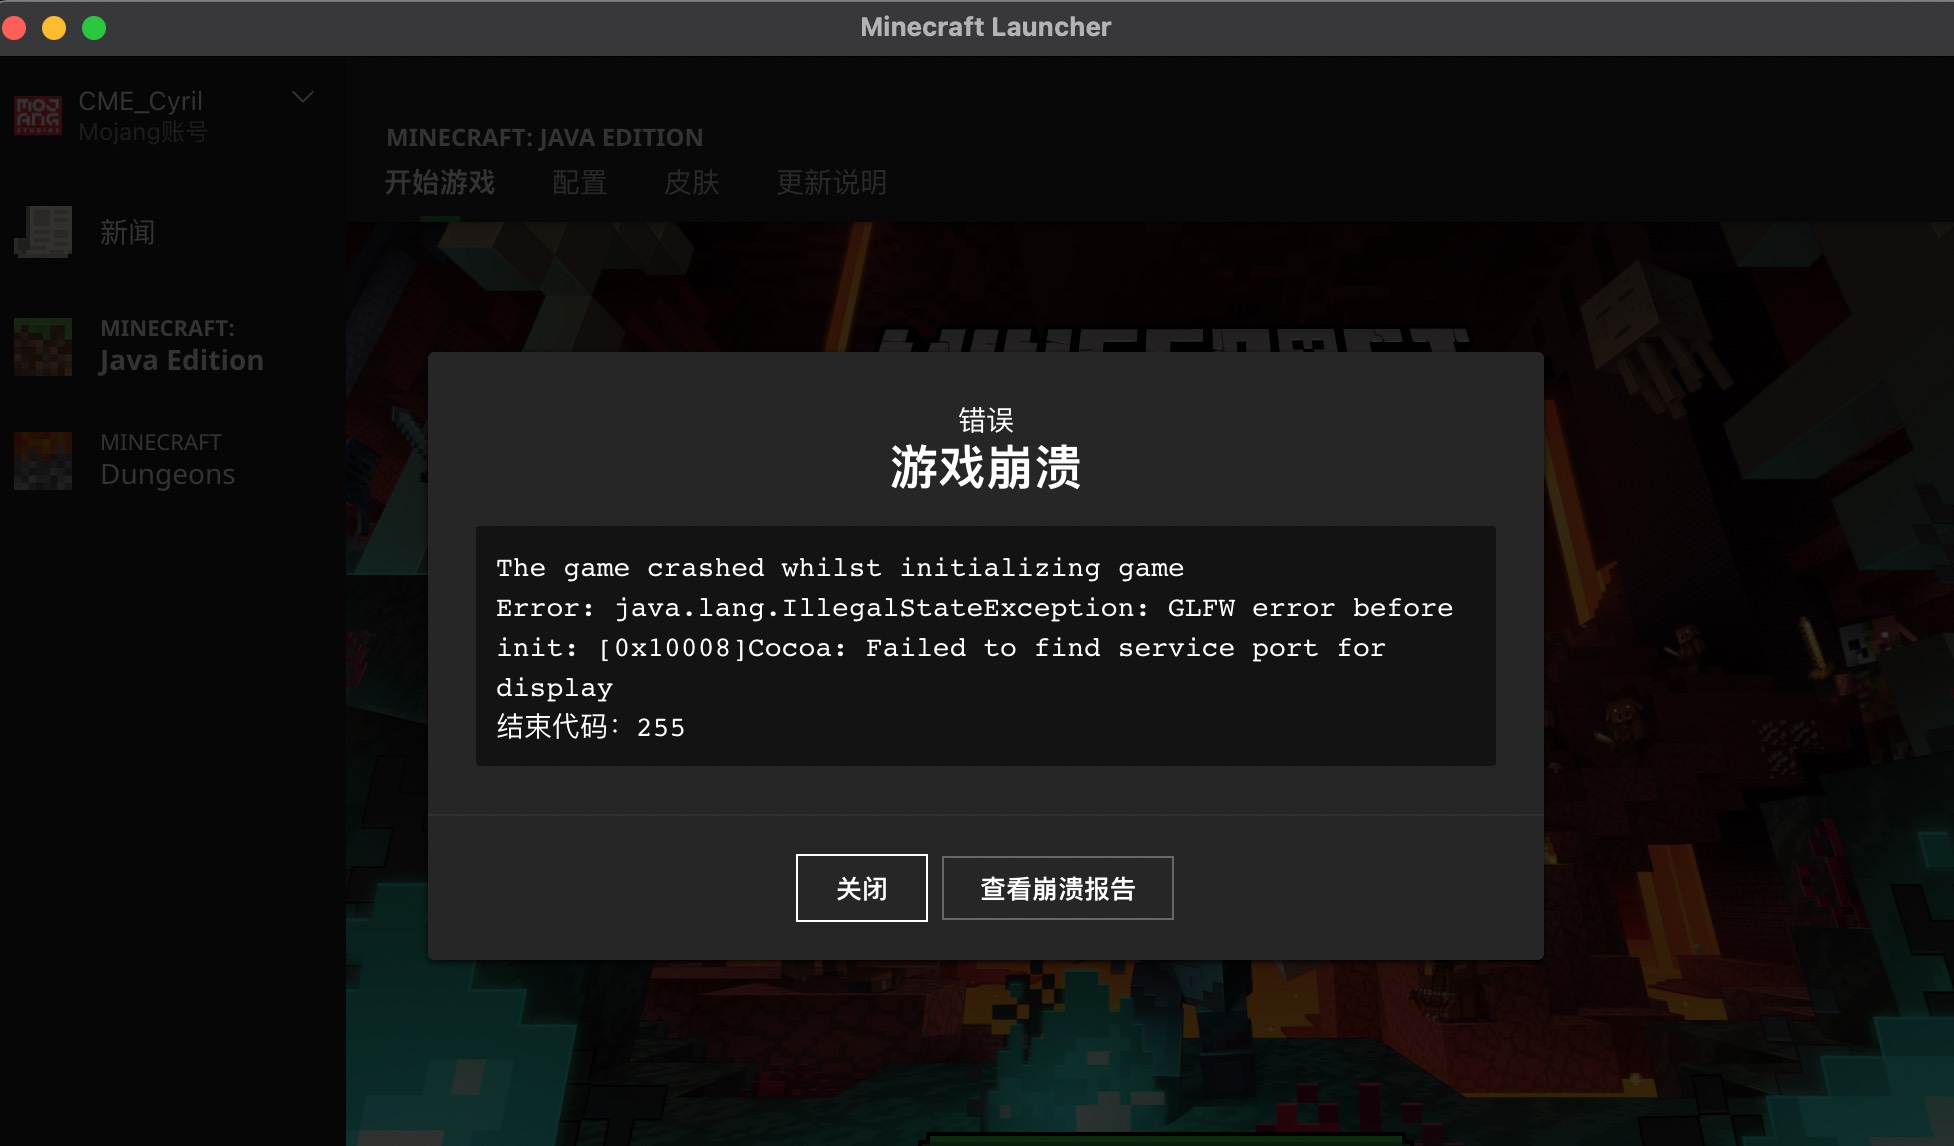 Minecraft Launcher
CME_Cyril
Mojang账号
MOJ
ANG
STUDIOS
MINECRAFT: JAVA EDITION
开始游戏 配置 皮肤 更新说明
新闻
MINECRAFT:
Java Edition
MINECRAFT
Dungeons
MINECRAFT
错误
游戏崩溃
The game crashed whilst initializing game
Error: java.lang.IllegalStateException: GLFW error before
init: [0x10008]Cocoa: Failed to find service port for
display
结束代码: 255
关闭 查看崩溃报告